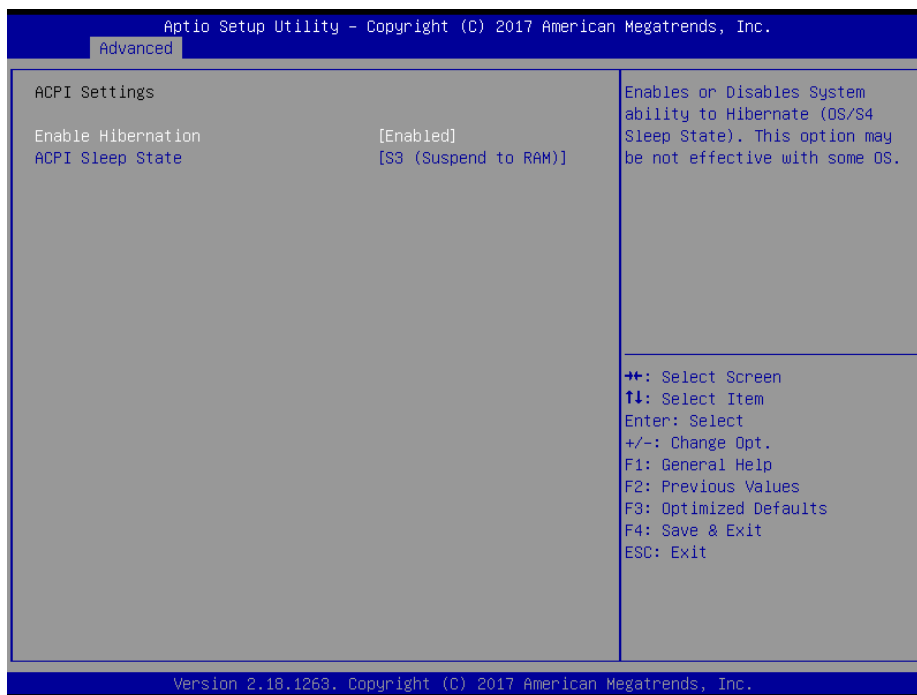 Aptio Setup Utility – Copyright (C) 2017 American Megatrends, Inc.
Advanced
ACPI Settings
Enable Hibernation [Enabled]
ACPI Sleep State [S3 (Suspend to RAM)]
Enables or Disables System
ability to Hibernate (OS/S4
Sleep State). This option may
be not effective with some OS.
→←: Select Screen
↑↓: Select Item
Enter: Select
+/-: Change Opt.
F1: General Help
F2: Previous Values
F3: Optimized Defaults
F4: Save & Exit
ESC: Exit
Version 2.18.1263. Copyright (C) 2017 American Megatrends, Inc.